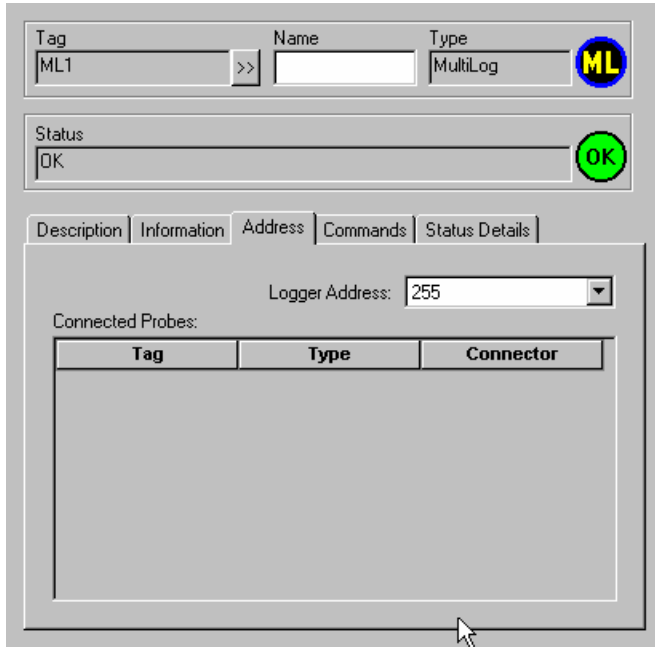 Tag Name Type
ML1 >> MultiLog ML
Status
OK OK
Description Information Address Commands Status Details
Logger Address: 255
Connected Probes:
Tag Type Connector